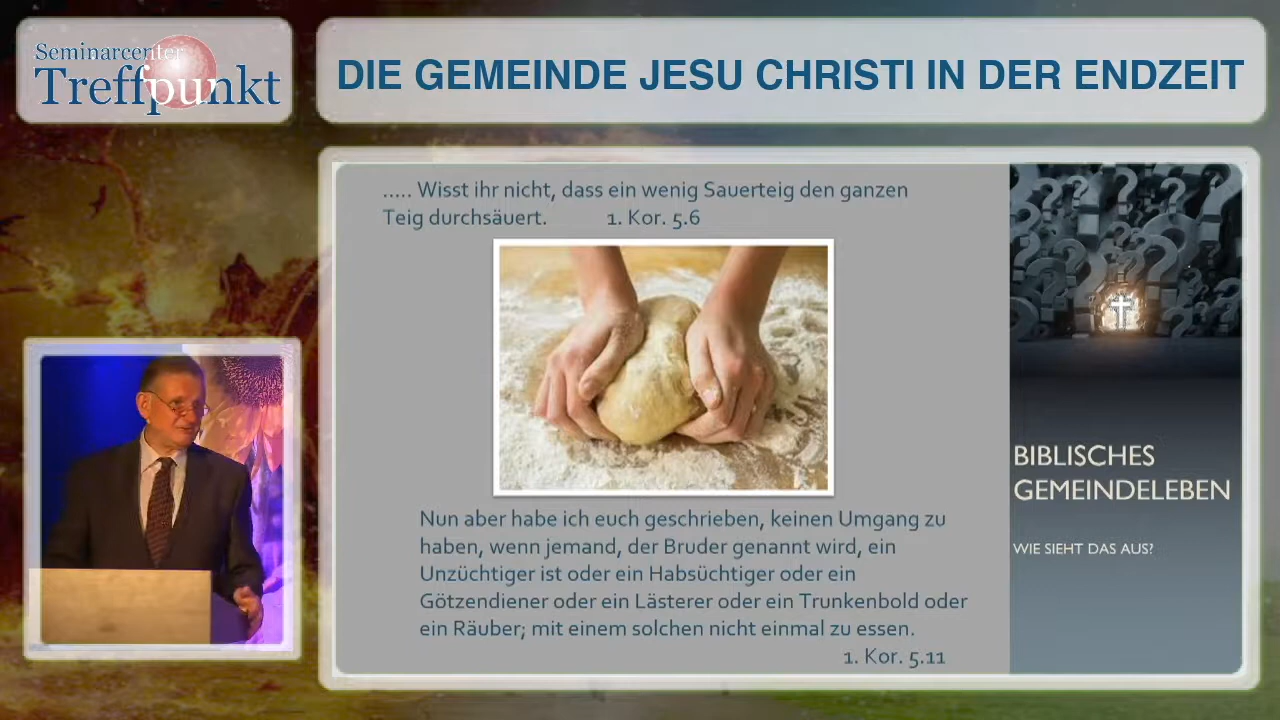 Seminarcenter
Treffpunkt
DIE GEMEINDE JESU CHRISTI IN DER ENDZEIT
..... Wisst ihr nicht, dass ein wenig Sauerteig den ganzen
Teig durchsäuert. 1. Kor. 5.6
Nun aber habe ich euch geschrieben, keinen Umgang zu
haben, wenn jemand, der Bruder genannt wird, ein
Unzüchtiger ist oder ein Habsüchtiger oder ein
Götzendiener oder ein Lästerer oder ein Trunkenbold oder
ein Räuber; mit einem solchen nicht einmal zu essen.
1. Kor. 5.11
BIBLISCHES
GEMEINDELEBEN
WIE SIEHT DAS AUS?